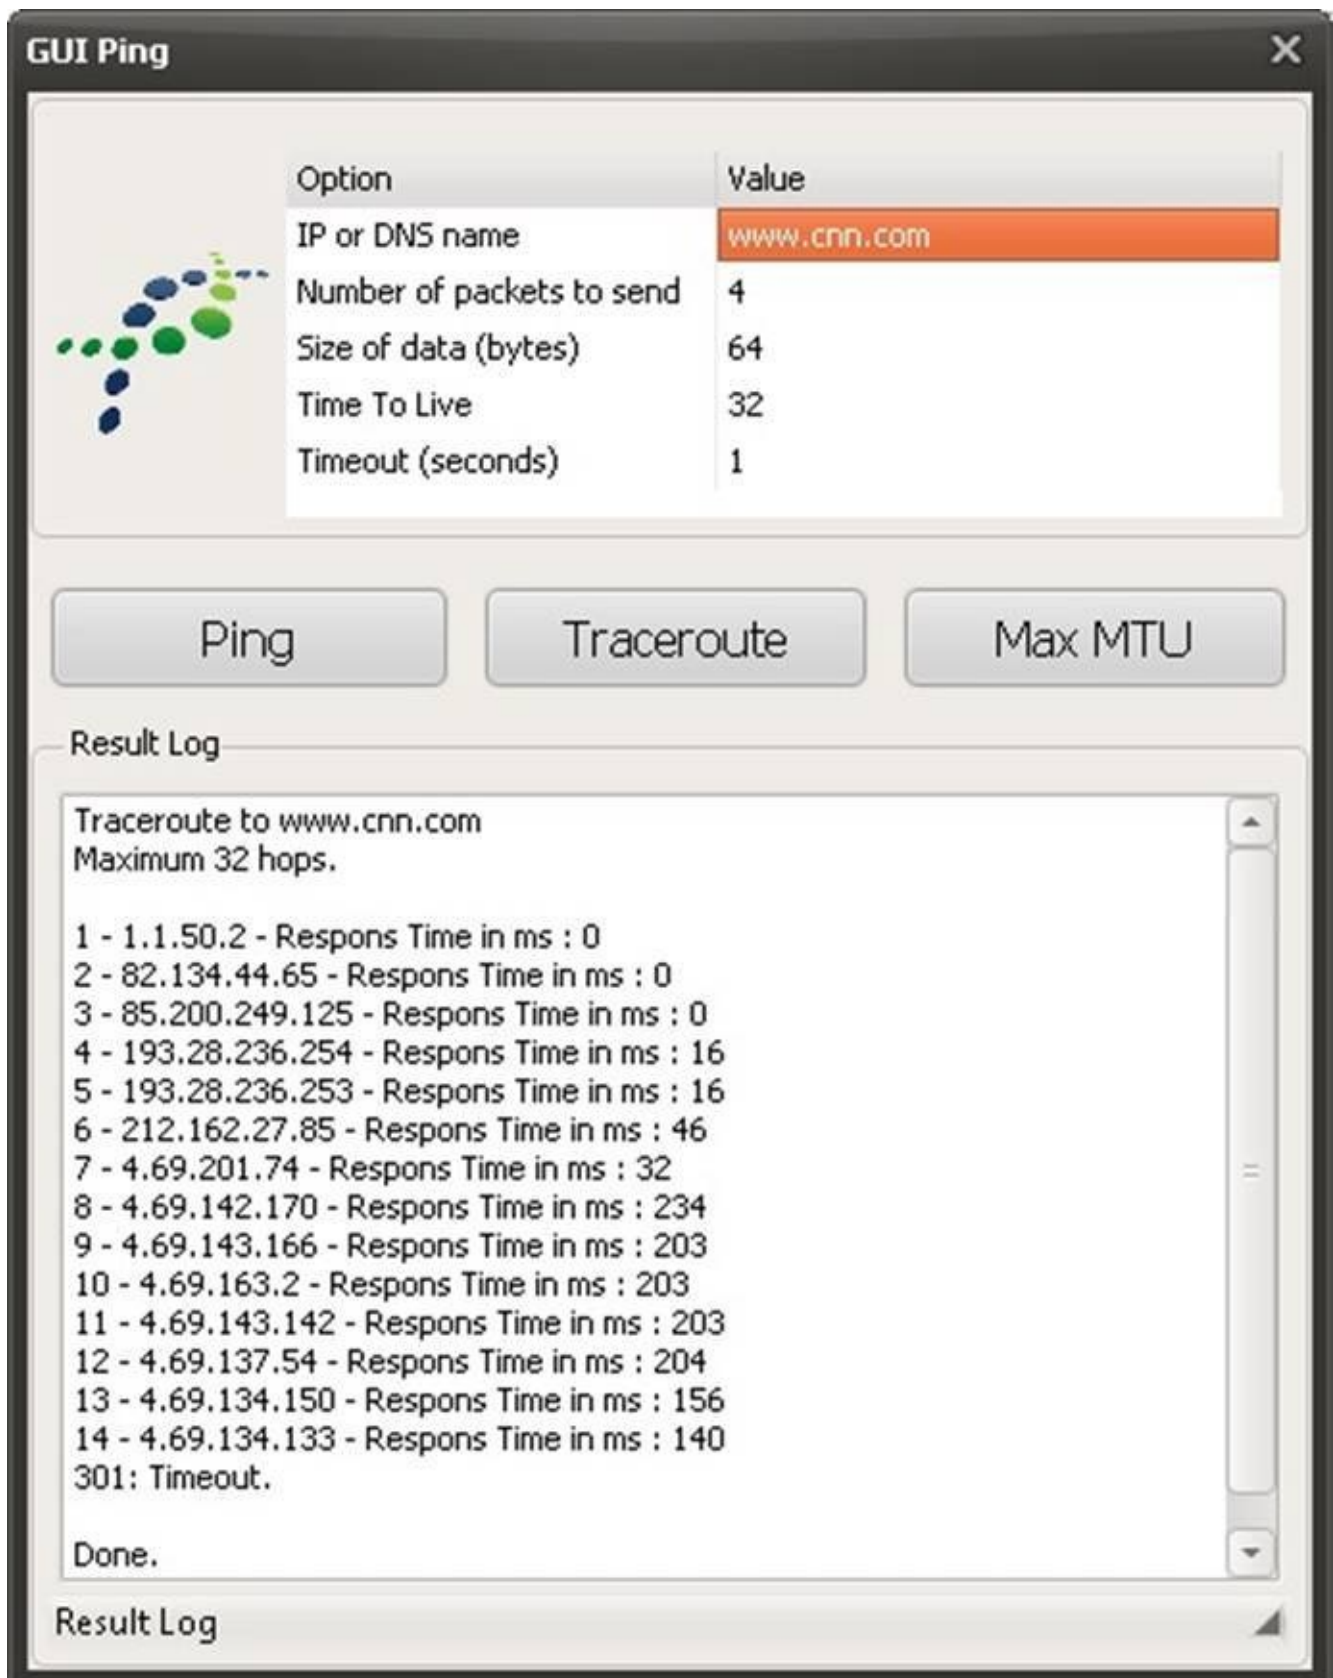 GUI Ping
Option Value
IP or DNS name www.cnn.com
Number of packets to send 4
Size of data (bytes) 64
Time To Live 32
Timeout (seconds) 1
Ping Traceroute Max MTU
Result Log
Traceroute to www.cnn.com
Maximum 32 hops.
1 - 1.1.50.2 - Respons Time in ms : 0
2 - 82.134.44.65 - Respons Time in ms : 0
3 - 85.200.249.125 - Respons Time in ms : 0
4 - 193.28.236.254 - Respons Time in ms : 16
5 - 193.28.236.253 - Respons Time in ms : 16
6 - 212.162.27.85 - Respons Time in ms : 46
7 - 4.69.201.74 - Respons Time in ms : 32
8 - 4.69.142.170 - Respons Time in ms : 234
9 - 4.69.143.166 - Respons Time in ms : 203
10 - 4.69.163.2 - Respons Time in ms : 203
11 - 4.69.143.142 - Respons Time in ms : 203
12 - 4.69.137.54 - Respons Time in ms : 204
13 - 4.69.134.150 - Respons Time in ms : 156
14 - 4.69.134.133 - Respons Time in ms : 140
301: Timeout.
Done.
Result Log